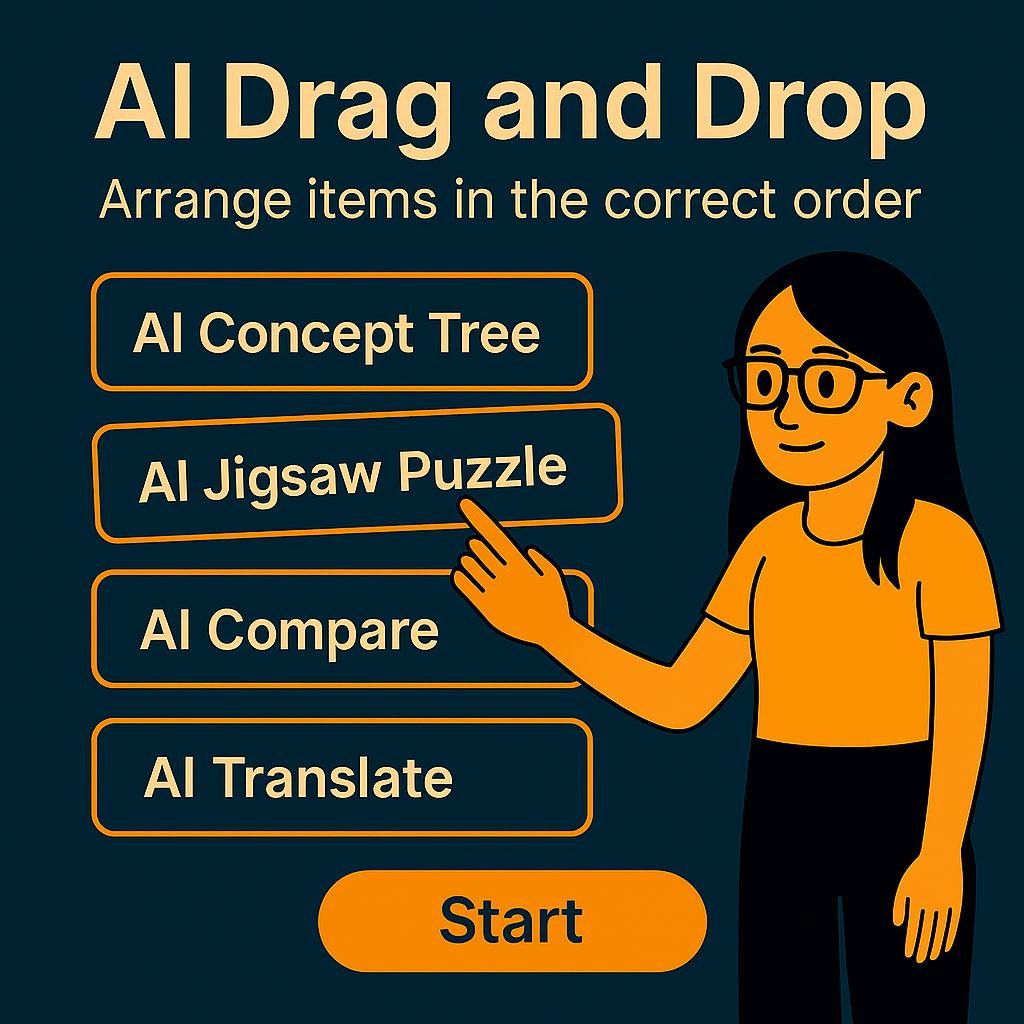 AI Drag and Drop
Arrange items in the correct order
AI Concept Tree
AI Jigsaw Puzzle
AI Compare
AI Translate
Start